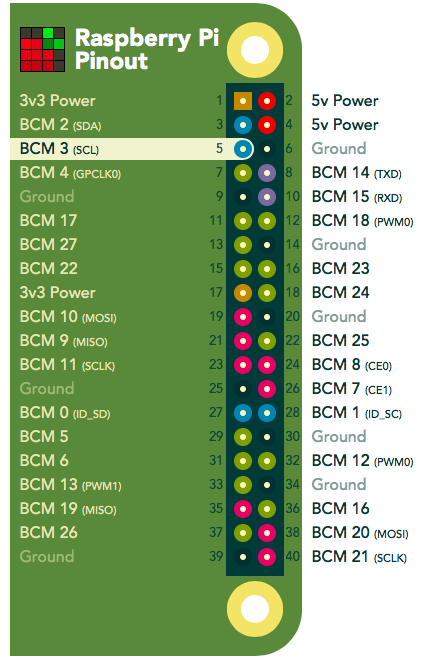 Raspberry Pi
Pinout
3v3 Power 1 2 5v Power
BCM 2 (SDA) 3 4 5v Power
BCM 3 (SCL) 5 6 Ground
BCM 4 (GPCLK0) 7 8 BCM 14 (TXD)
Ground 9 10 BCM 15 (RXD)
BCM 17 11 12 BCM 18 (PWM0)
BCM 27 13 14 Ground
BCM 22 15 16 BCM 23
3v3 Power 17 18 BCM 24
BCM 10 (MOSI) 19 20 Ground
BCM 9 (MISO) 21 22 BCM 25
BCM 11 (SCLK) 23 24 BCM 8 (CE0)
Ground 25 26 BCM 7 (CE1)
BCM 0 (ID_SD) 27 28 BCM 1 (ID_SC)
BCM 5 29 30 Ground
BCM 6 31 32 BCM 12 (PWM0)
BCM 13 (PWM1) 33 34 Ground
BCM 19 (MISO) 35 36 BCM 16
BCM 26 37 38 BCM 20 (MOSI)
Ground 39 40 BCM 21 (SCLK)